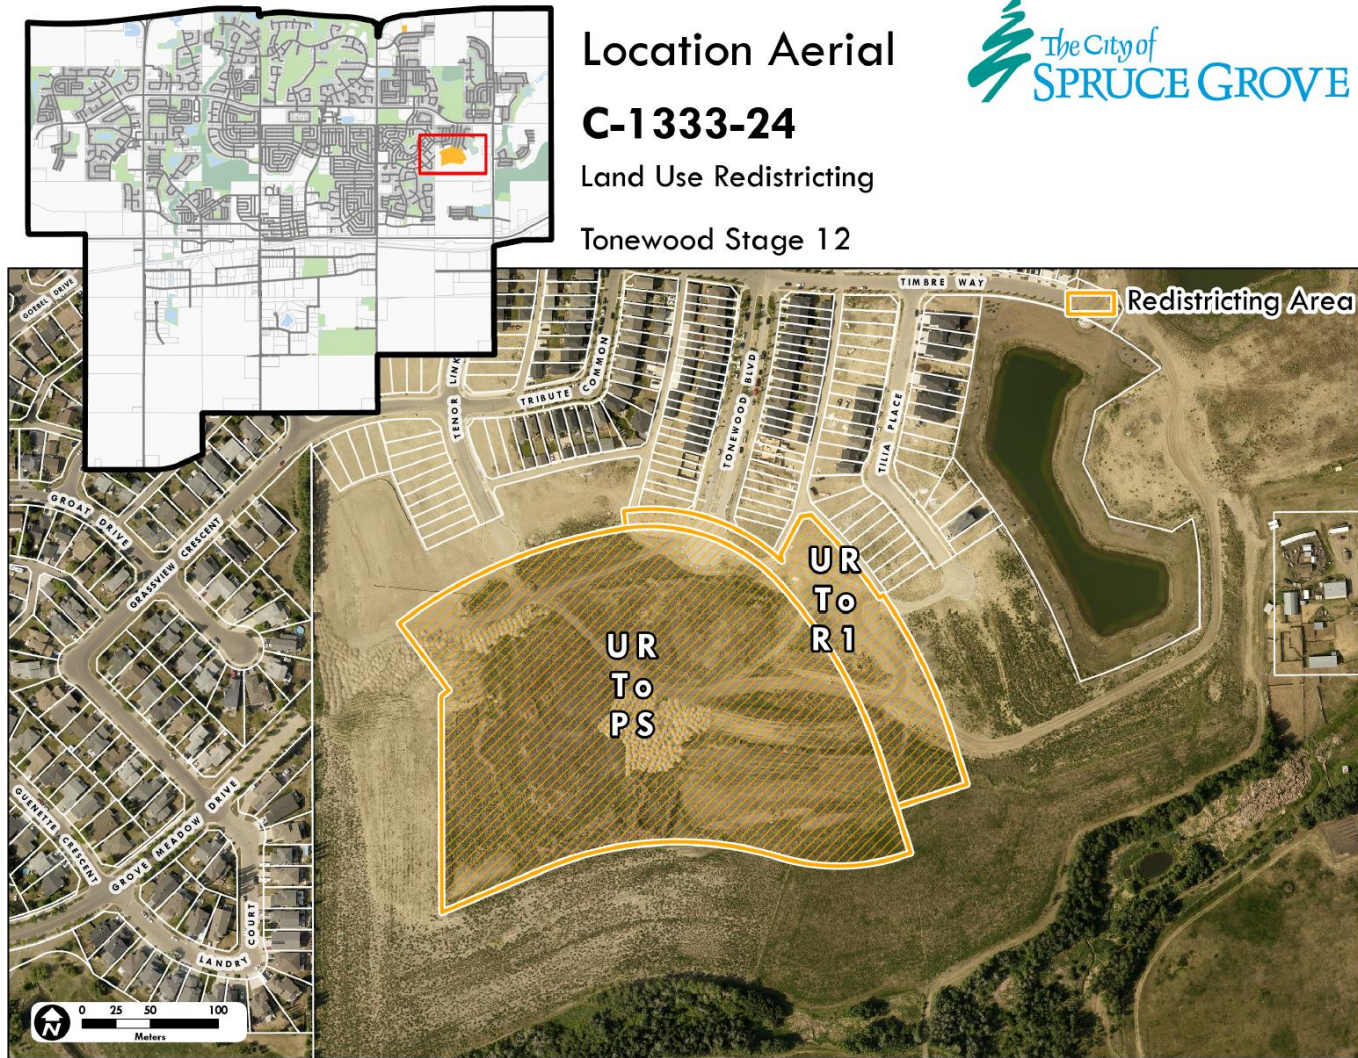 Location Aerial
The City of
SPRUCE GROVE
C-1333-24
Land Use Redistricting
Tonewood Stage 12
Redistricting Area
TIMBRE WAY
GOEBEL DRIVE
TENOR LINK
TRIBUTE COMMON
TONEWOOD BLVD
TILIA PLACE
GROAT DRIVE
GRASSVIEW CRESCENT
UR
To
R1
UR
To
PS
GUENETTE CRESCENT
GROVE MEADOW DRIVE
LANDRY COURT
N
0 25 50 100
Meters